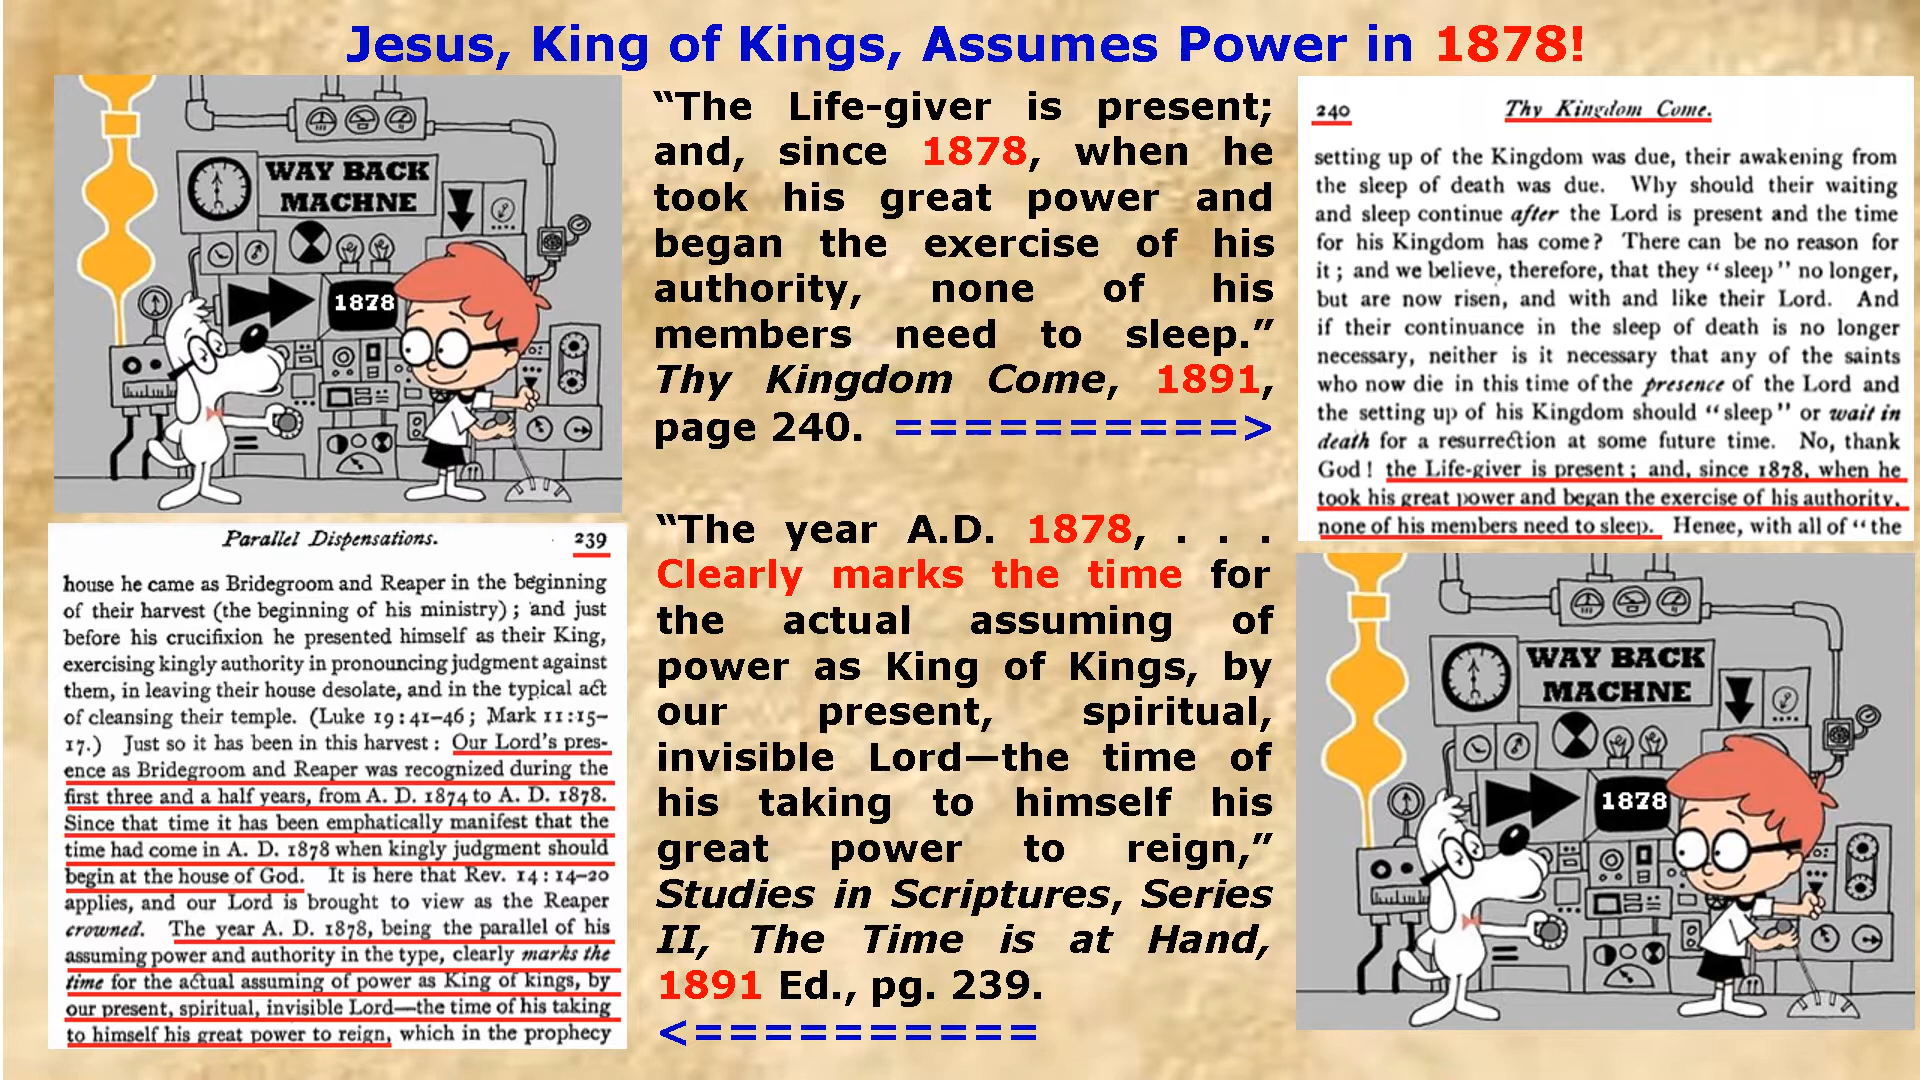 Jesus, King of Kings, Assumes Power in 1878!
WAY BACK
MACHNE
1878
“The Life-giver is present;
and, since 1878, when he
took his great power and
began the exercise of his
authority, none of his
members need to sleep.”
Thy Kingdom Come, 1891,
page 240. ==========>
240 Thy Kingdom Come.
setting up of the Kingdom was due, their awakening from
the sleep of death was due. Why should their waiting
and sleep continue after the Lord is present and the time
for his Kingdom has come? There can be no reason for
it; and we believe, therefore, that they “sleep” no longer,
but are now risen, and with and like their Lord. And
if their continuance in the sleep of death is no longer
necessary, neither is it necessary that any of the saints
who now die in this time of the presence of the Lord and
the setting up of his Kingdom should “sleep” or wait in
death for a resurrection at some future time. No, thank
God! the Life-giver is present; and, since 1878, when he
took his great power and began the exercise of his authority,
none of his members need to sleep. Hence, with all of “the
Parallel Dispensations. 239
house he came as Bridegroom and Reaper in the beginning
of their harvest (the beginning of his ministry); and just
before his crucifixion he presented himself as their King,
exercising kingly authority in pronouncing judgment against
them, in leaving their house desolate, and in the typical act
of cleansing their temple. (Luke 19:41–46; Mark 11:15–
17.) Just so it has been in this harvest: Our Lord's pres-
ence as Bridegroom and Reaper was recognized during the
first three and a half years, from A. D. 1874 to A. D. 1878.
Since that time it has been emphatically manifest that the
time had come in A. D. 1878 when kingly judgment should
begin at the house of God. It is here that Rev. 14:14–20
applies, and our Lord is brought to view as the Reaper
crowned. The year A. D. 1878, being the parallel of his
assuming power and authority in the type, clearly marks the
time for the actual assuming of power as King of kings, by
our present, spiritual, invisible Lord—the time of his taking
to himself his great power to reign, which in the prophecy
“The year A.D. 1878, . . .
Clearly marks the time for
the actual assuming of
power as King of Kings, by
our present, spiritual,
invisible Lord—the time of
his taking to himself his
great power to reign,”
Studies in Scriptures, Series
II, The Time is at Hand,
1891 Ed., pg. 239.
<==========
WAY BACK
MACHNE
1878